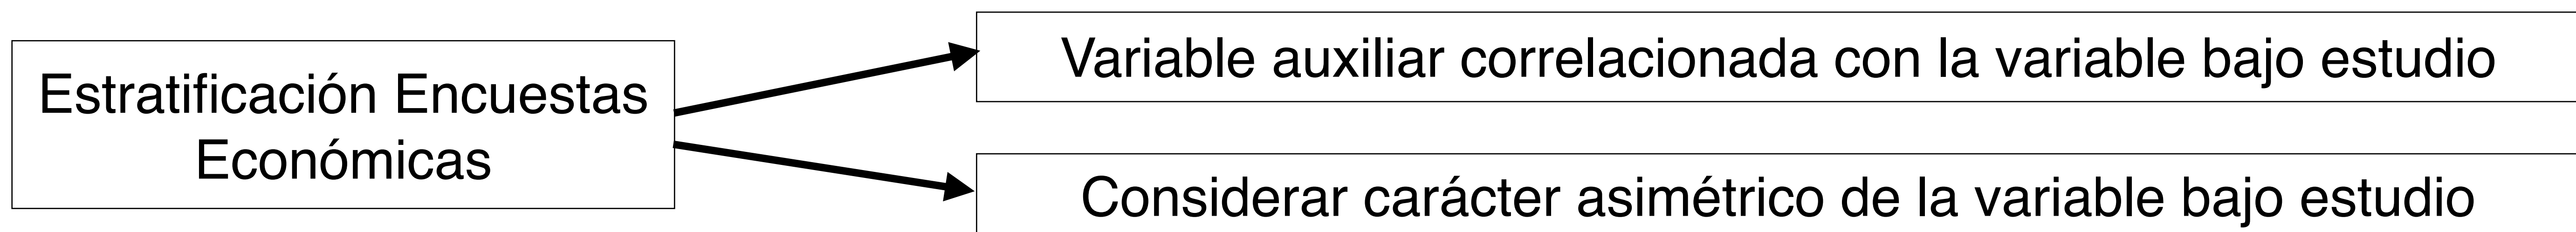 Estratificación Encuestas
Económicas
Variable auxiliar correlacionada con la variable bajo estudio
Considerar carácter asimétrico de la variable bajo estudio